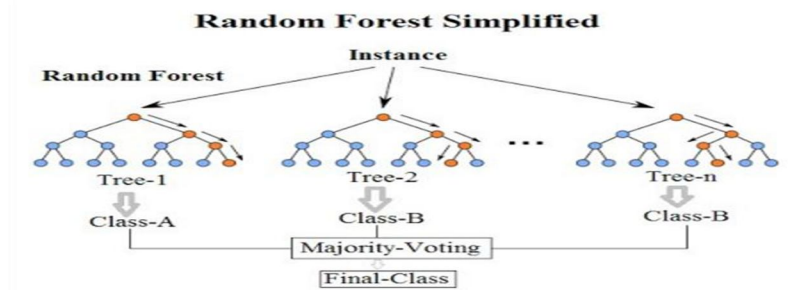 Random Forest Simplified
Instance
Random Forest
...
Tree-1 Tree-2 Tree-n
Class-A Class-B Class-B
Majority-Voting
Final-Class